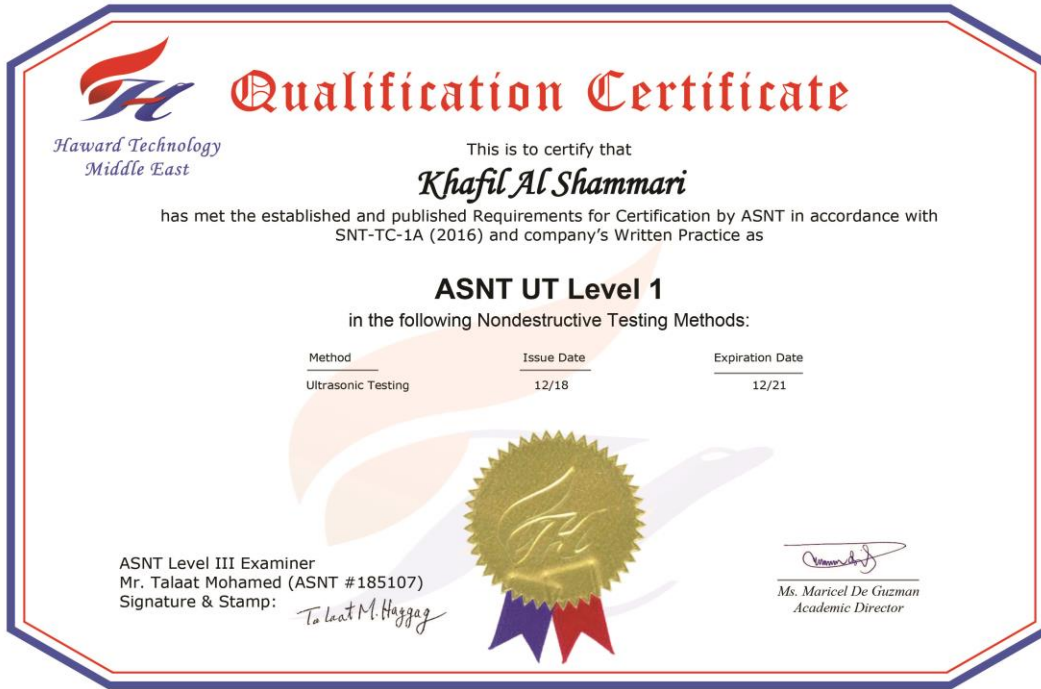 Qualification Certificate
Haward Technology
Middle East
This is to certify that
Khafil Al Shammari
has met the established and published Requirements for Certification by ASNT in accordance with
SNT-TC-1A (2016) and company's Written Practice as
ASNT UT Level 1
in the following Nondestructive Testing Methods:
Method Issue Date Expiration Date
Ultrasonic Testing 12/18 12/21
ASNT Level III Examiner
Mr. Talaat Mohamed (ASNT #185107)
Signature & Stamp: Talaat M. Haggag
Ms. Maricel De Guzman
Academic Director